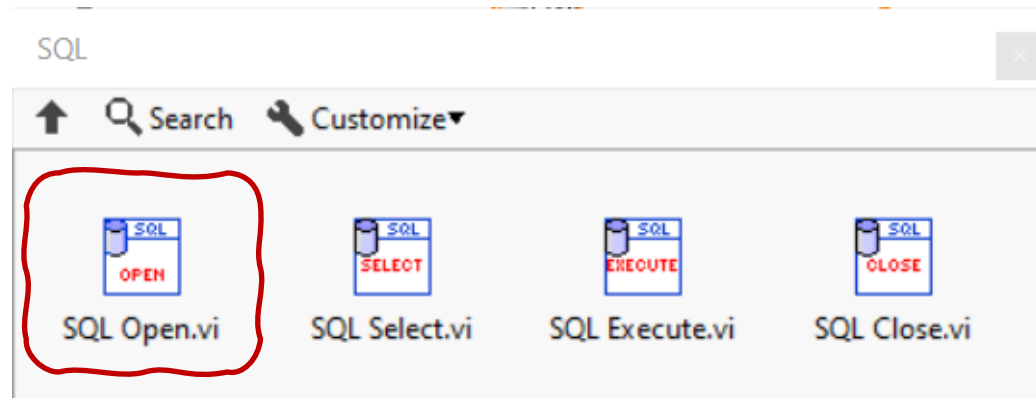 SQL
Search Customize
SQL SQL SQL SQL
OPEN SELECT EXECUTE CLOSE
SQL Open.vi SQL Select.vi SQL Execute.vi SQL Close.vi